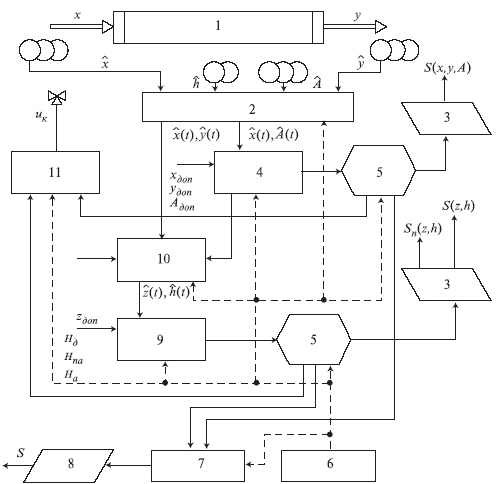 x
1
y
x̂
ĥ
Â
ŷ
S(x,y,A)
2
3
u_к
x̂(t),ŷ(t)
x̂(t),Â(t)
11
4
5
x_доп
y_доп
A_доп
S(z,h)
S_n(z,h)
10
3
ẑ(t),ĥ(t)
z_доп
9
5
H_д
H_па
H_а
S
8
7
6